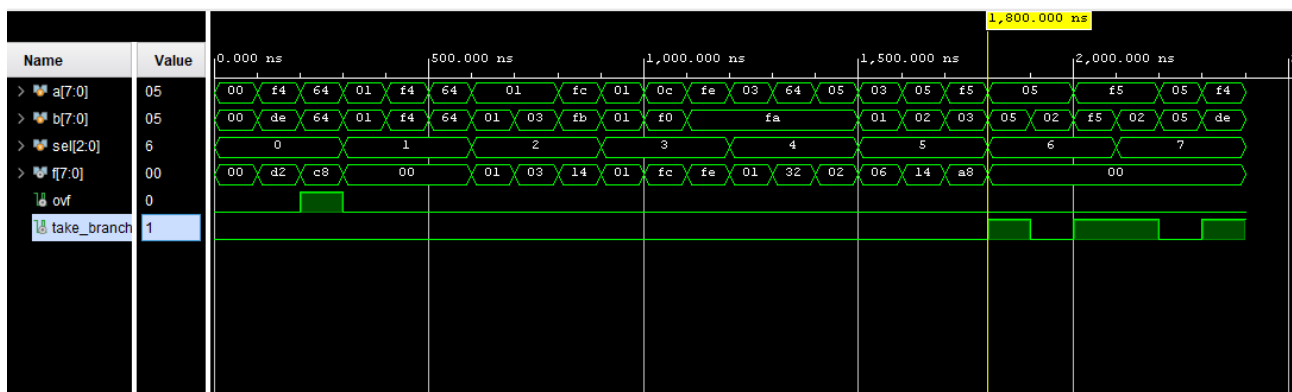 1,800.000 ns
Name Value 0.000 ns 500.000 ns 1,000.000 ns 1,500.000 ns 2,000.000 ns
> a[7:0] 05 00 f4 64 01 f4 64 01 fc 01 0c fe 03 64 05 03 05 f5 05 f5 05 f4
> b[7:0] 05 00 de 64 01 f4 64 01 03 fb 01 f0 fa 01 02 03 05 02 f5 02 05 de
> sel[2:0] 6 0 1 2 3 4 5 6 7
> f[7:0] 00 00 d2 c8 00 01 03 14 01 fc fe 01 32 02 06 14 a8 00
ovf 0
take_branch 1